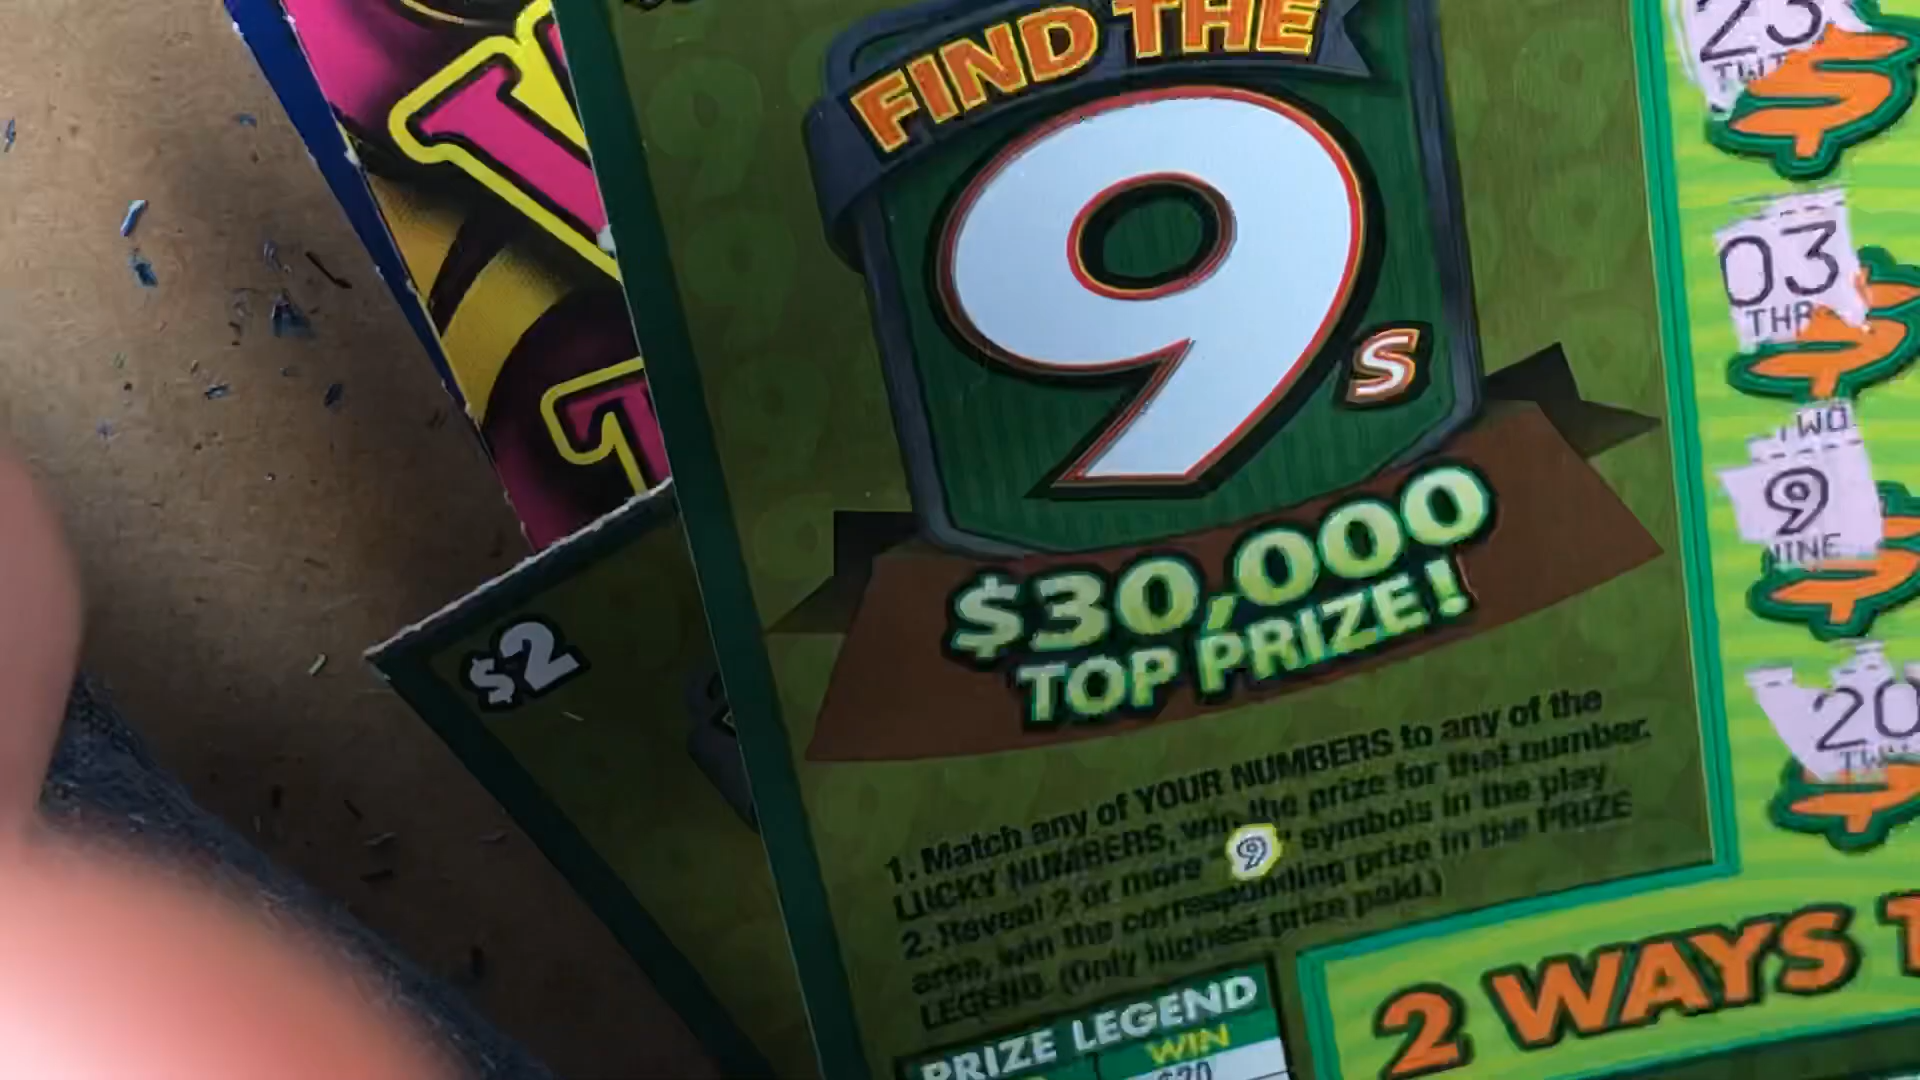 FIND THE
9s
$30,000
TOP PRIZE!
$2
1. Match any of YOUR NUMBERS to any of the
LUCKY NUMBERS, win the prize for that number.
2. Reveal 2 or more "9" symbols in the play
area, win the corresponding prize in the PRIZE
LEGEND. (Only highest prize paid.)
PRIZE LEGEND
WIN
$20
2 WAYS
23
03
TWO
9
NINE
20